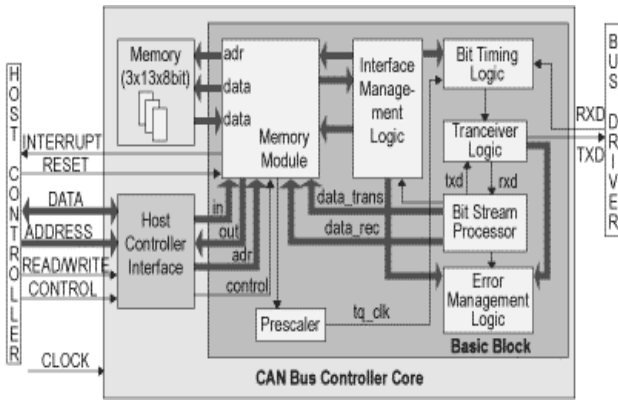 HOST CONTROLLER
BUS DRIVER
Memory
(3x13x8bit)
adr
data
data
Memory
Module
Interface
Manage-
ment
Logic
Bit Timing
Logic
RXD
TXD
Tranceiver
Logic
txd
rxd
INTERRUPT
RESET
DATA
ADDRESS
READ/WRITE
CONTROL
CLOCK
Host
Controller
Interface
in
out
adr
control
data_trans
data_rec
Bit Stream
Processor
Error
Management
Logic
Prescaler
tq_clk
Basic Block
CAN Bus Controller Core